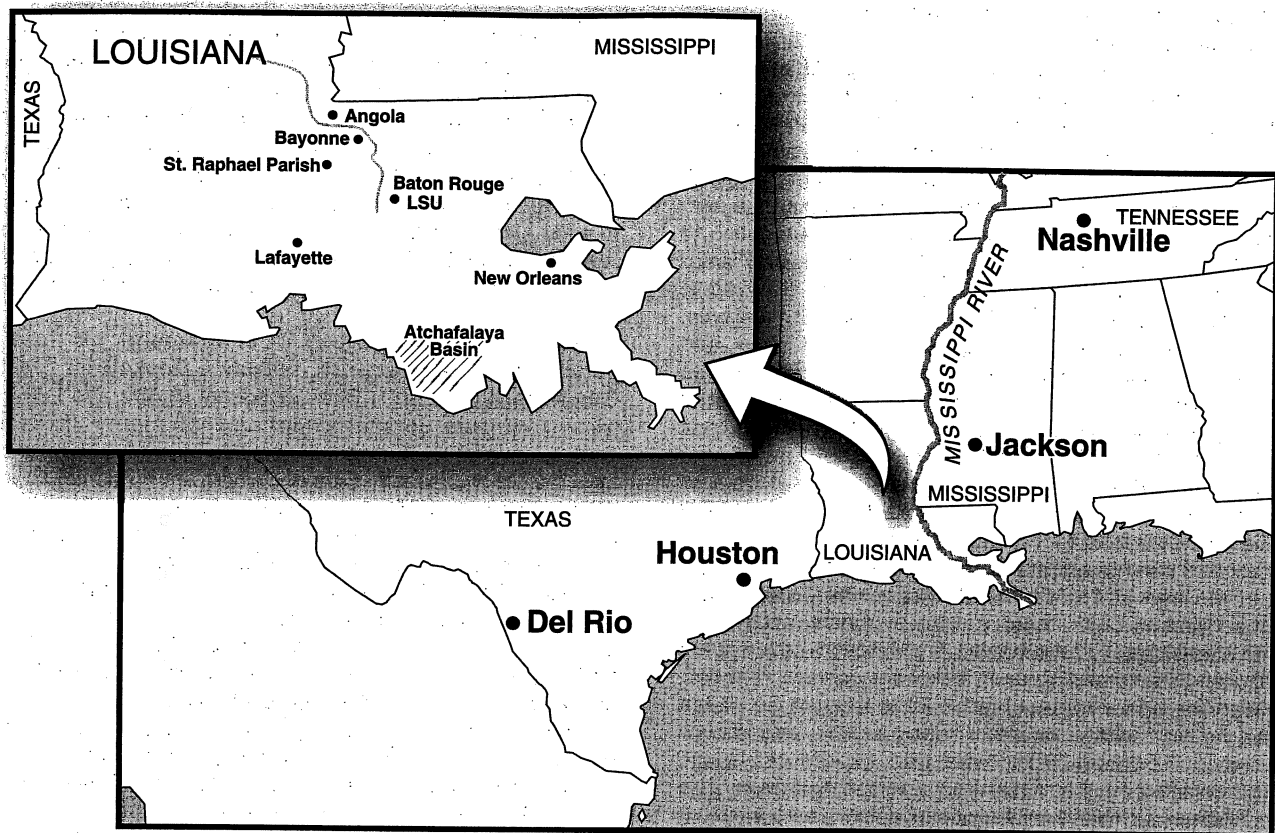 LOUISIANA
MISSISSIPPI
TEXAS
Angola
Bayonne
St. Raphael Parish
Baton Rouge
LSU
Lafayette
New Orleans
Atchafalaya
Basin
TENNESSEE
Nashville
MISSISSIPPI RIVER
Jackson
MISSISSIPPI
TEXAS
Houston
LOUISIANA
Del Rio